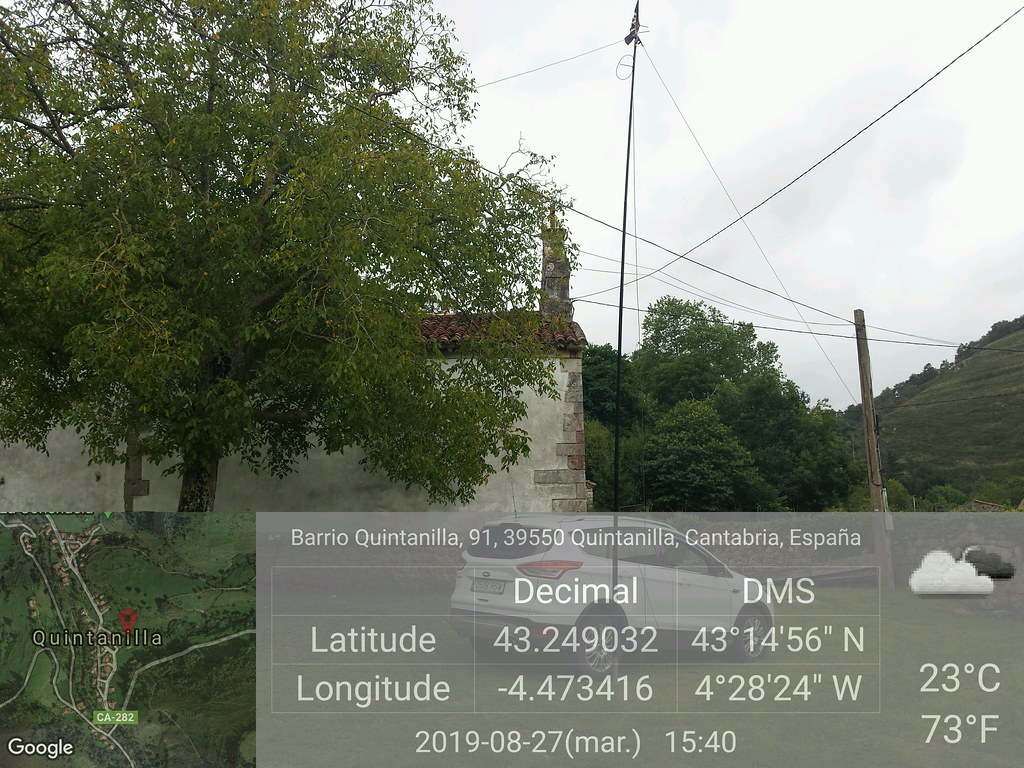 Barrio Quintanilla, 91, 39550 Quintanilla, Cantabria, España
Decimal DMS
Latitude 43.249032 43°14'56" N
Longitude -4.473416 4°28'24" W
2019-08-27(mar.) 15:40
23°C
73°F
Quintanilla
CA-282
Google